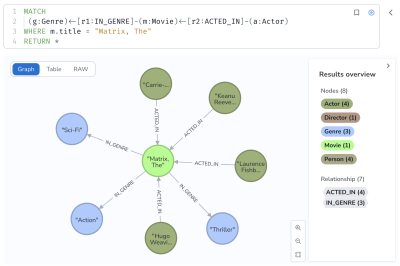 1 MATCH
2 (g:Genre)<-[r1:IN_GENRE]-(m:Movie)<-[r2:ACTED_IN]-(a:Actor)
3 WHERE m.title = "Matrix, The"
4 RETURN *
Graph Table RAW
Results overview
Nodes (8)
Actor (4)
Director (1)
Genre (3)
Movie (1)
Person (4)
Relationship (7)
ACTED_IN (4)
IN_GENRE (3)
"Carrie-...
"Keanu
Reeve...
"Sci-Fi"
ACTED_IN
ACTED_IN
IN_GENRE
"Matrix,
The"
ACTED_IN
"Laurence
Fishb...
IN_GENRE
ACTED_IN
IN_GENRE
"Action"
"Hugo
Weavi...
"Thriller"